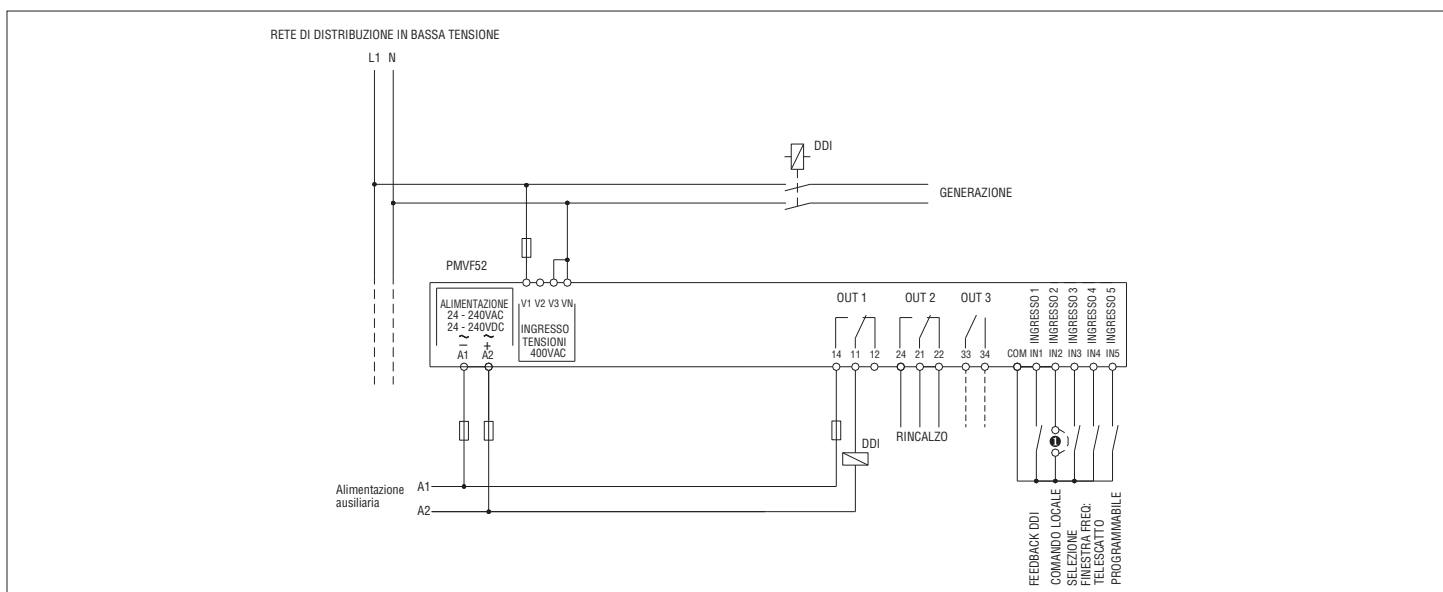 RETE DI DISTRIBUZIONE IN BASSA TENSIONE
L1 N
DDI
GENERAZIONE
PMVF52
ALIMENTAZIONE
24 - 240VAC
24 - 240VDC
~ ~
– +
A1 A2
V1 V2 V3 VN
INGRESSO
TENSIONI
400VAC
OUT 1
OUT 2
OUT 3
14 11 12 24 21 22 33 34
INGRESSO 1
INGRESSO 2
INGRESSO 3
INGRESSO 4
INGRESSO 5
COM IN1 IN2 IN3 IN4 IN5
RINCALZO
DDI
1
Alimentazione
ausiliaria
A1
A2
FEEDBACK DDI
COMANDO LOCALE
SELEZIONE
FINESTRA FREQ:
TELESCATTO
PROGRAMMABILE